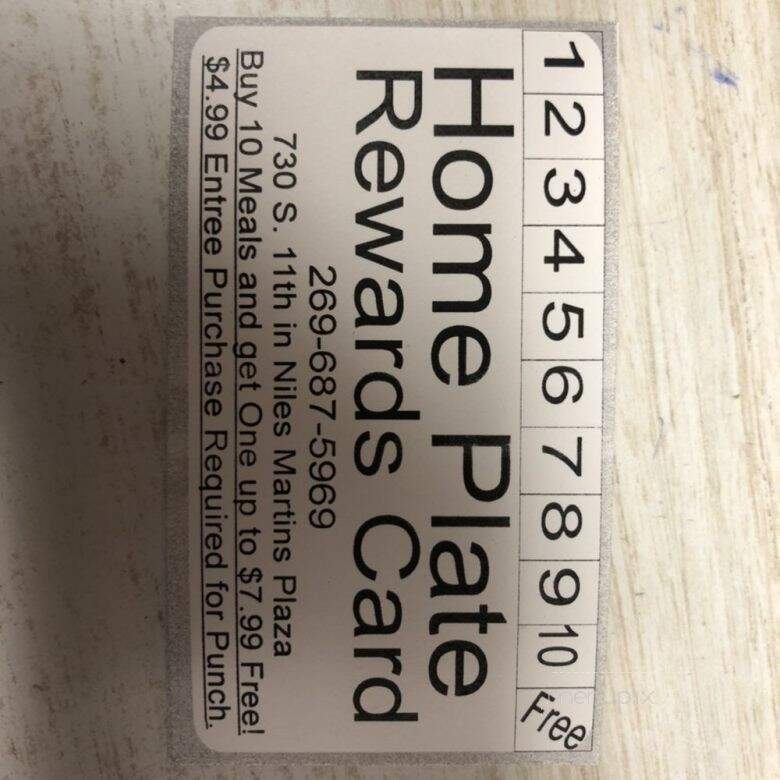 1 2 3 4 5 6 7 8 9 10 Free
Home Plate
Rewards Card
269-687-5969
730 S. 11th in Niles Martins Plaza
Buy 10 Meals and get One up to $7.99 Free!
$4.99 Entree Purchase Required for Punch.